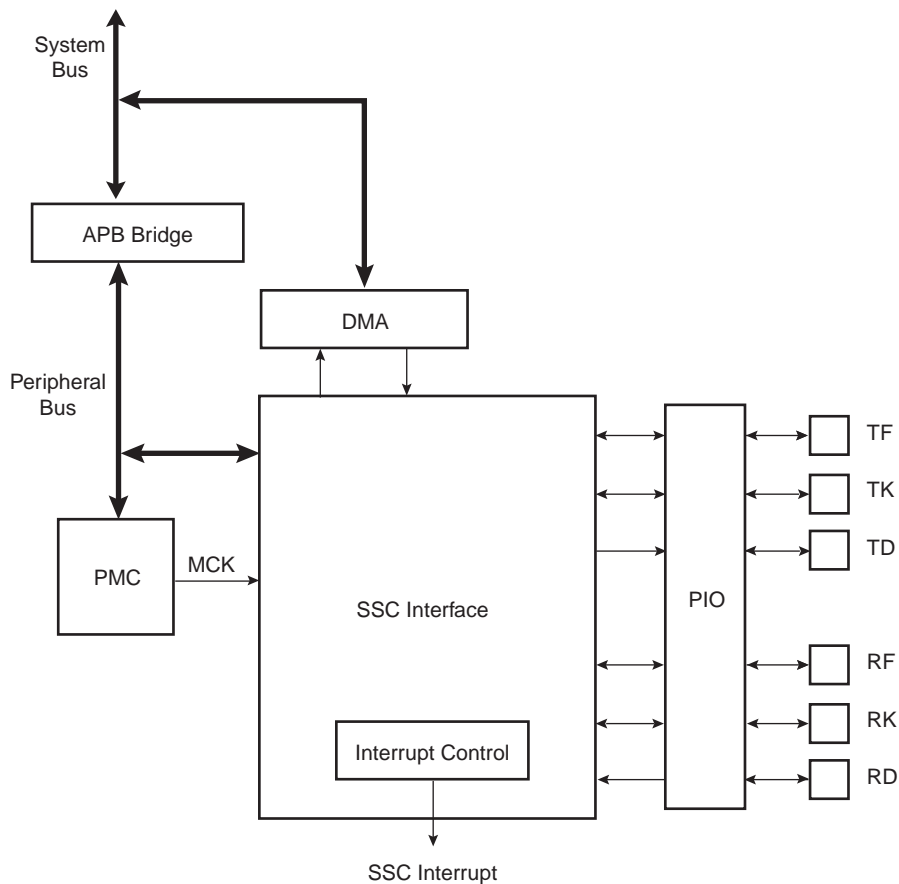 System
Bus
APB Bridge
DMA
Peripheral
Bus
PMC
MCK
SSC Interface
Interrupt Control
SSC Interrupt
PIO
TF
TK
TD
RF
RK
RD